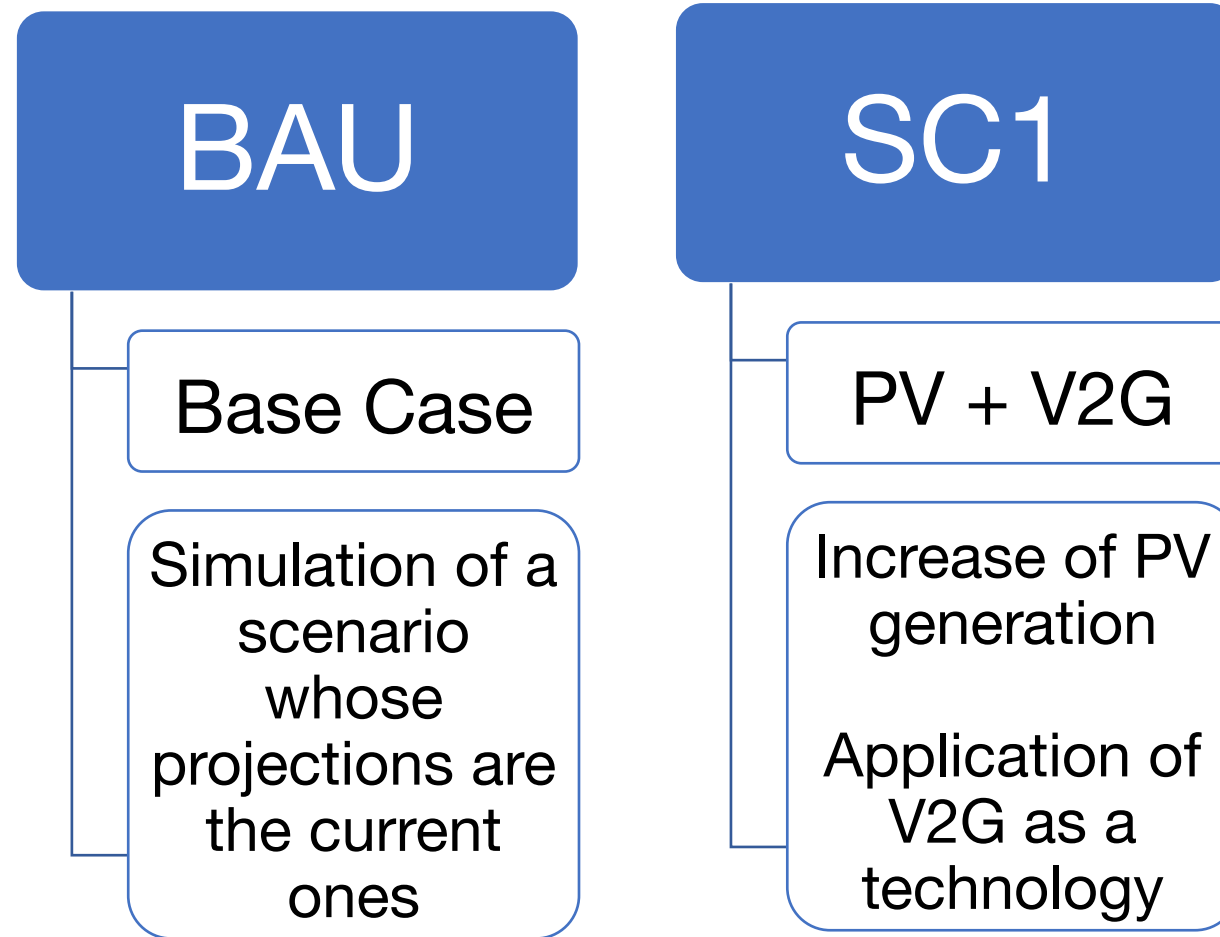 BAU
Base Case
Simulation of a
scenario
whose
projections are
the current
ones
SC1
PV + V2G
Increase of PV
generation
Application of
V2G as a
technology